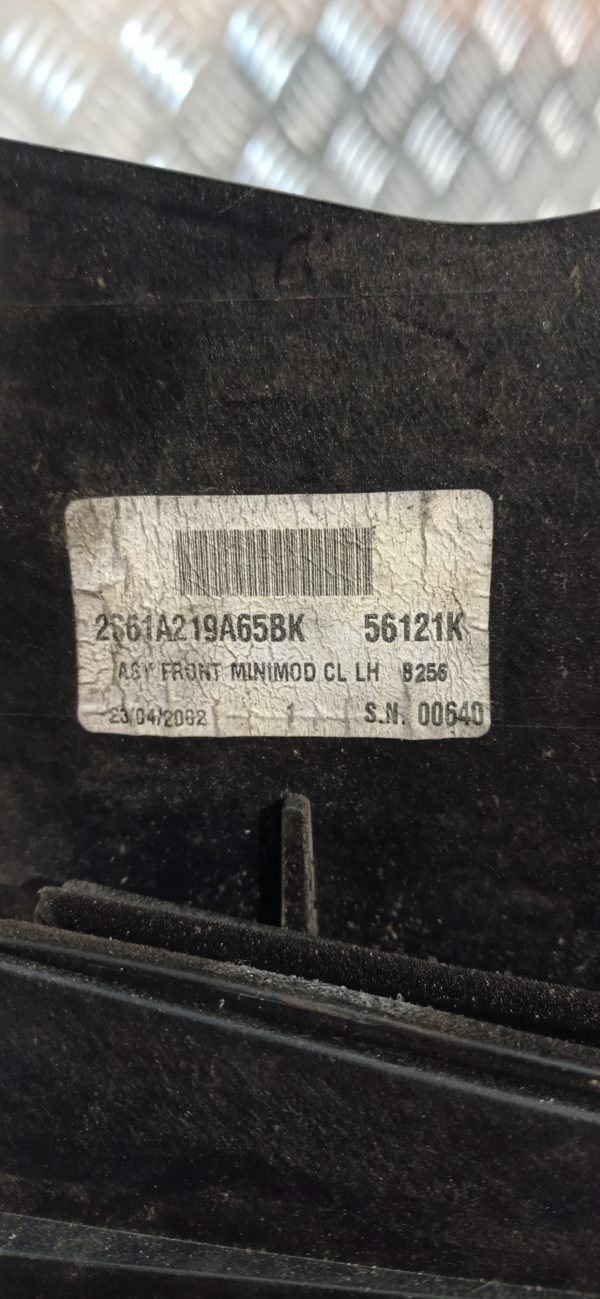 2S61A219A65BK 56121K
ASY FRONT MINIMOD CL LH B256
23/04/2002 1 S.N. 00640